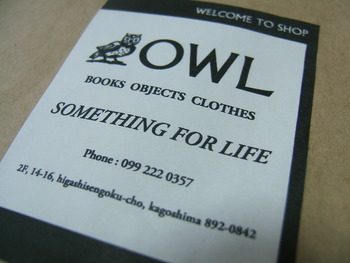 WELCOME TO SHOP
OWL
BOOKS OBJECTS CLOTHES
SOMETHING FOR LIFE
Phone : 099 222 0357
2F, 14-16, higashisengoku-cho, kagoshima 892-0842